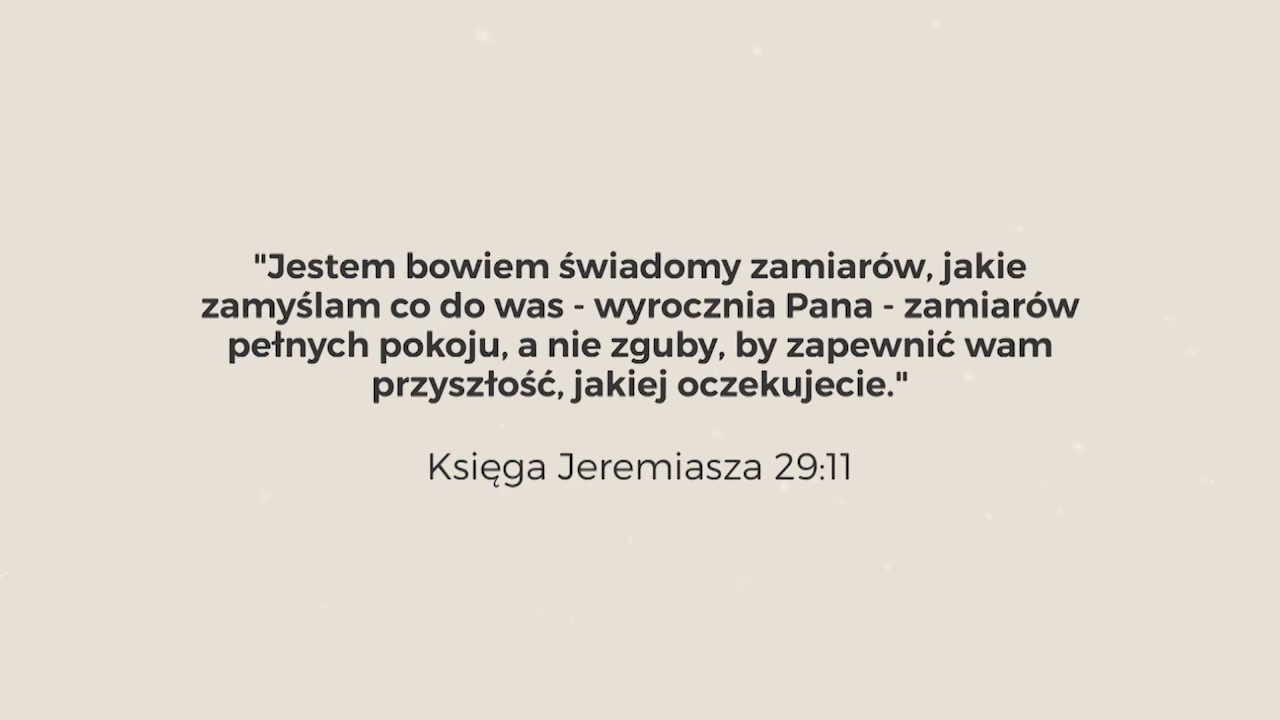 "Jestem bowiem świadomy zamiarów, jakie
zamyślam co do was - wyrocznia Pana - zamiarów
pełnych pokoju, a nie zguby, by zapewnić wam
przyszłość, jakiej oczekujecie."
Księga Jeremiasza 29:11